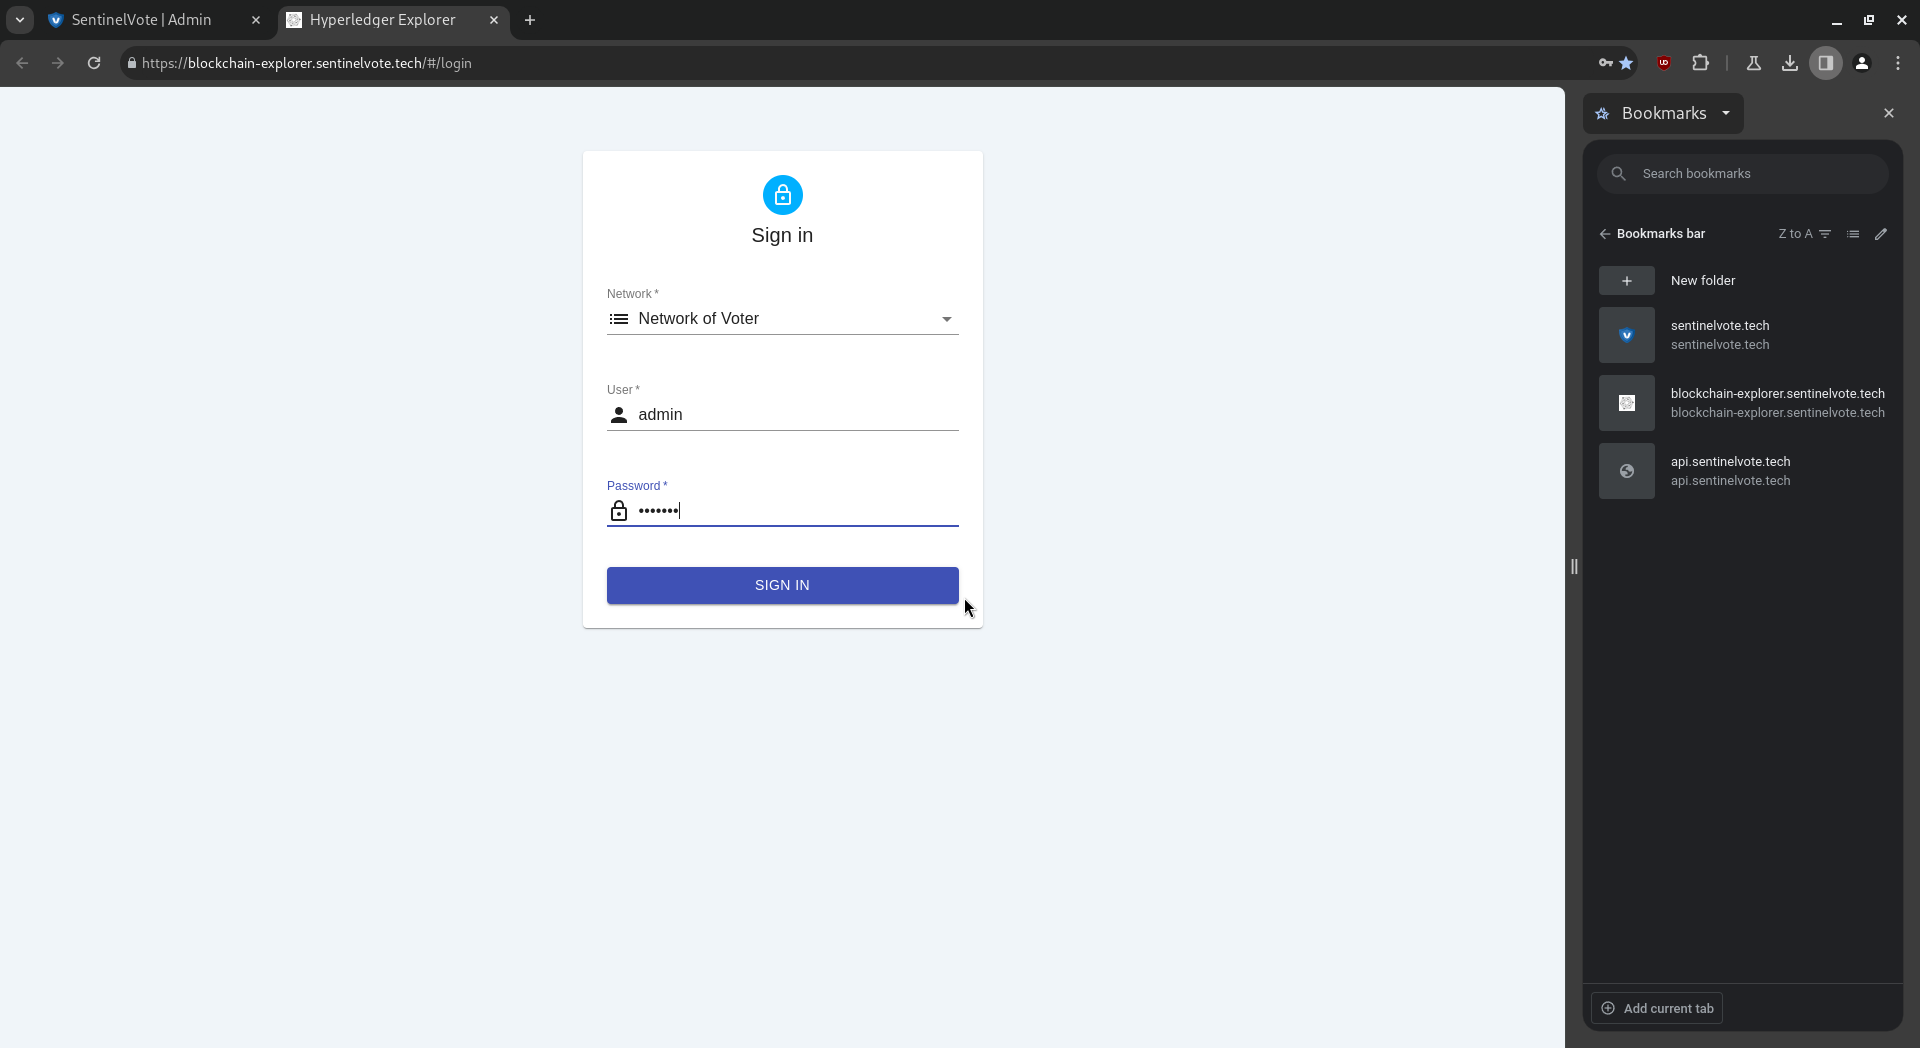 SentinelVote | Admin
Hyperledger Explorer
https://blockchain-explorer.sentinelvote.tech/#/login
Sign in
Network *
Network of Voter
User *
admin
Password *
•••••••
SIGN IN
Bookmarks
Search bookmarks
Bookmarks bar
Z to A
New folder
sentinelvote.tech
sentinelvote.tech
blockchain-explorer.sentinelvote.tech
blockchain-explorer.sentinelvote.tech
api.sentinelvote.tech
api.sentinelvote.tech
Add current tab